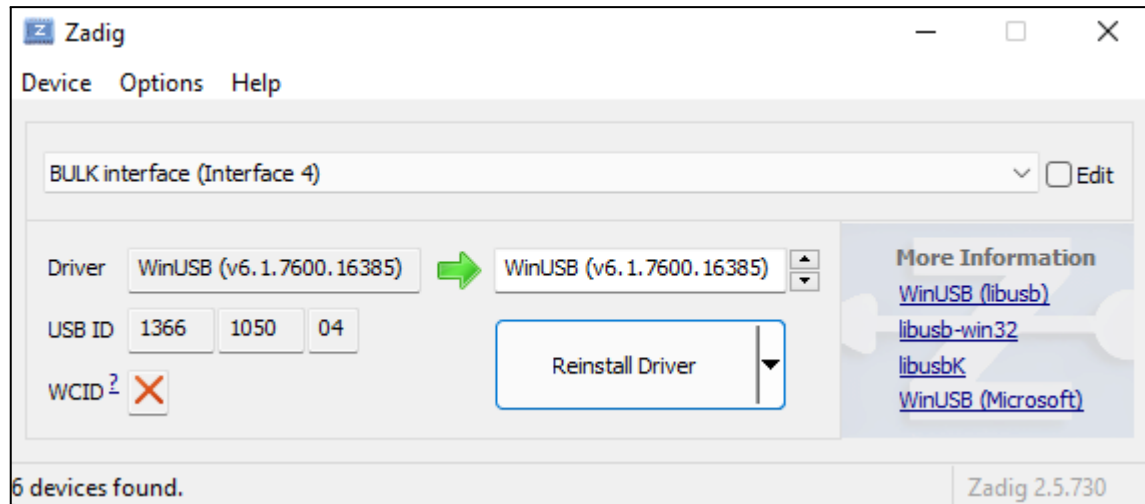 Zadig
Device Options Help
BULK interface (Interface 4)
Edit
Driver WinUSB (v6.1.7600.16385) WinUSB (v6.1.7600.16385)
USB ID 1366 1050 04
WCID ?
Reinstall Driver
More Information
WinUSB (libusb)
libusb-win32
libusbK
WinUSB (Microsoft)
6 devices found.
Zadig 2.5.730